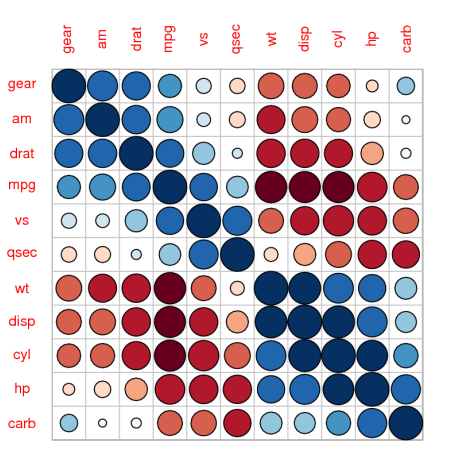 gear am drat mpg vs qsec wt disp cyl hp carb
gear
am
drat
mpg
vs
qsec
wt
disp
cyl
hp
carb